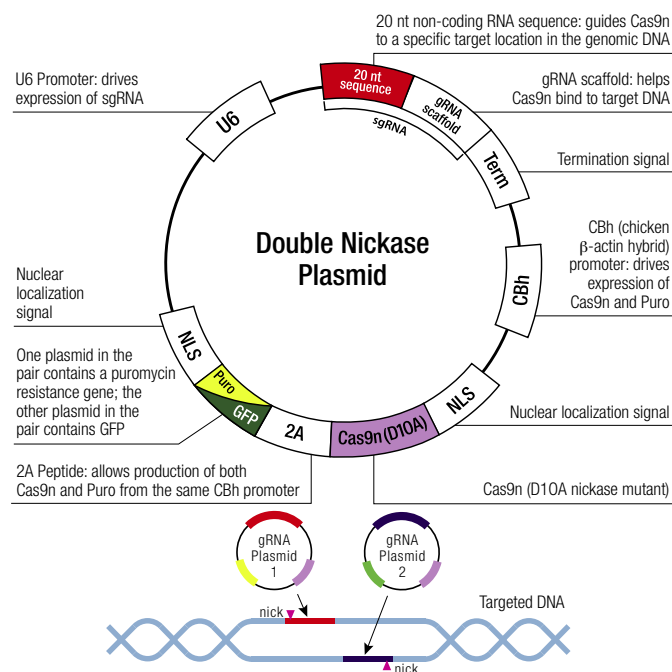 20 nt non-coding RNA sequence: guides Cas9n
to a specific target location in the genomic DNA
U6 Promoter: drives
expression of sgRNA
gRNA scaffold: helps
Cas9n bind to target DNA
20 nt
sequence
gRNA
scaffold
sgRNA
U6
Term
Termination signal
Double Nickase
Plasmid
CBh (chicken
β-actin hybrid)
promoter: drives
expression of
Cas9n and Puro
CBh
Nuclear
localization
signal
NLS
One plasmid in the
pair contains a puromycin
resistance gene; the
other plasmid in the
pair contains GFP
Puro
GFP
2A
Cas9n (D10A)
NLS
Nuclear localization signal
2A Peptide: allows production of both
Cas9n and Puro from the same CBh promoter
Cas9n (D10A nickase mutant)
gRNA
Plasmid
1
gRNA
Plasmid
2
Targeted DNA
nick
nick